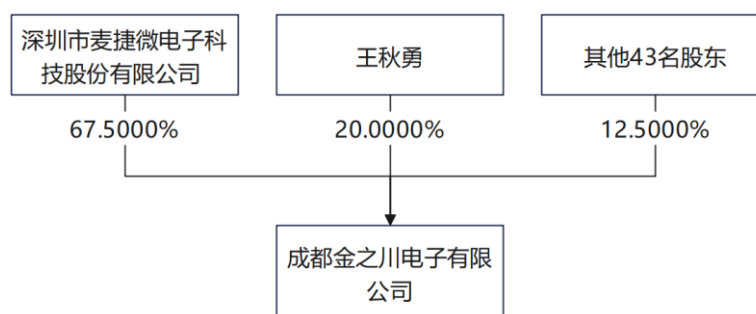 深圳市麦捷微电子科
技股份有限公司
王秋勇
其他43名股东
67.5000%
20.0000%
12.5000%
成都金之川电子有限
公司